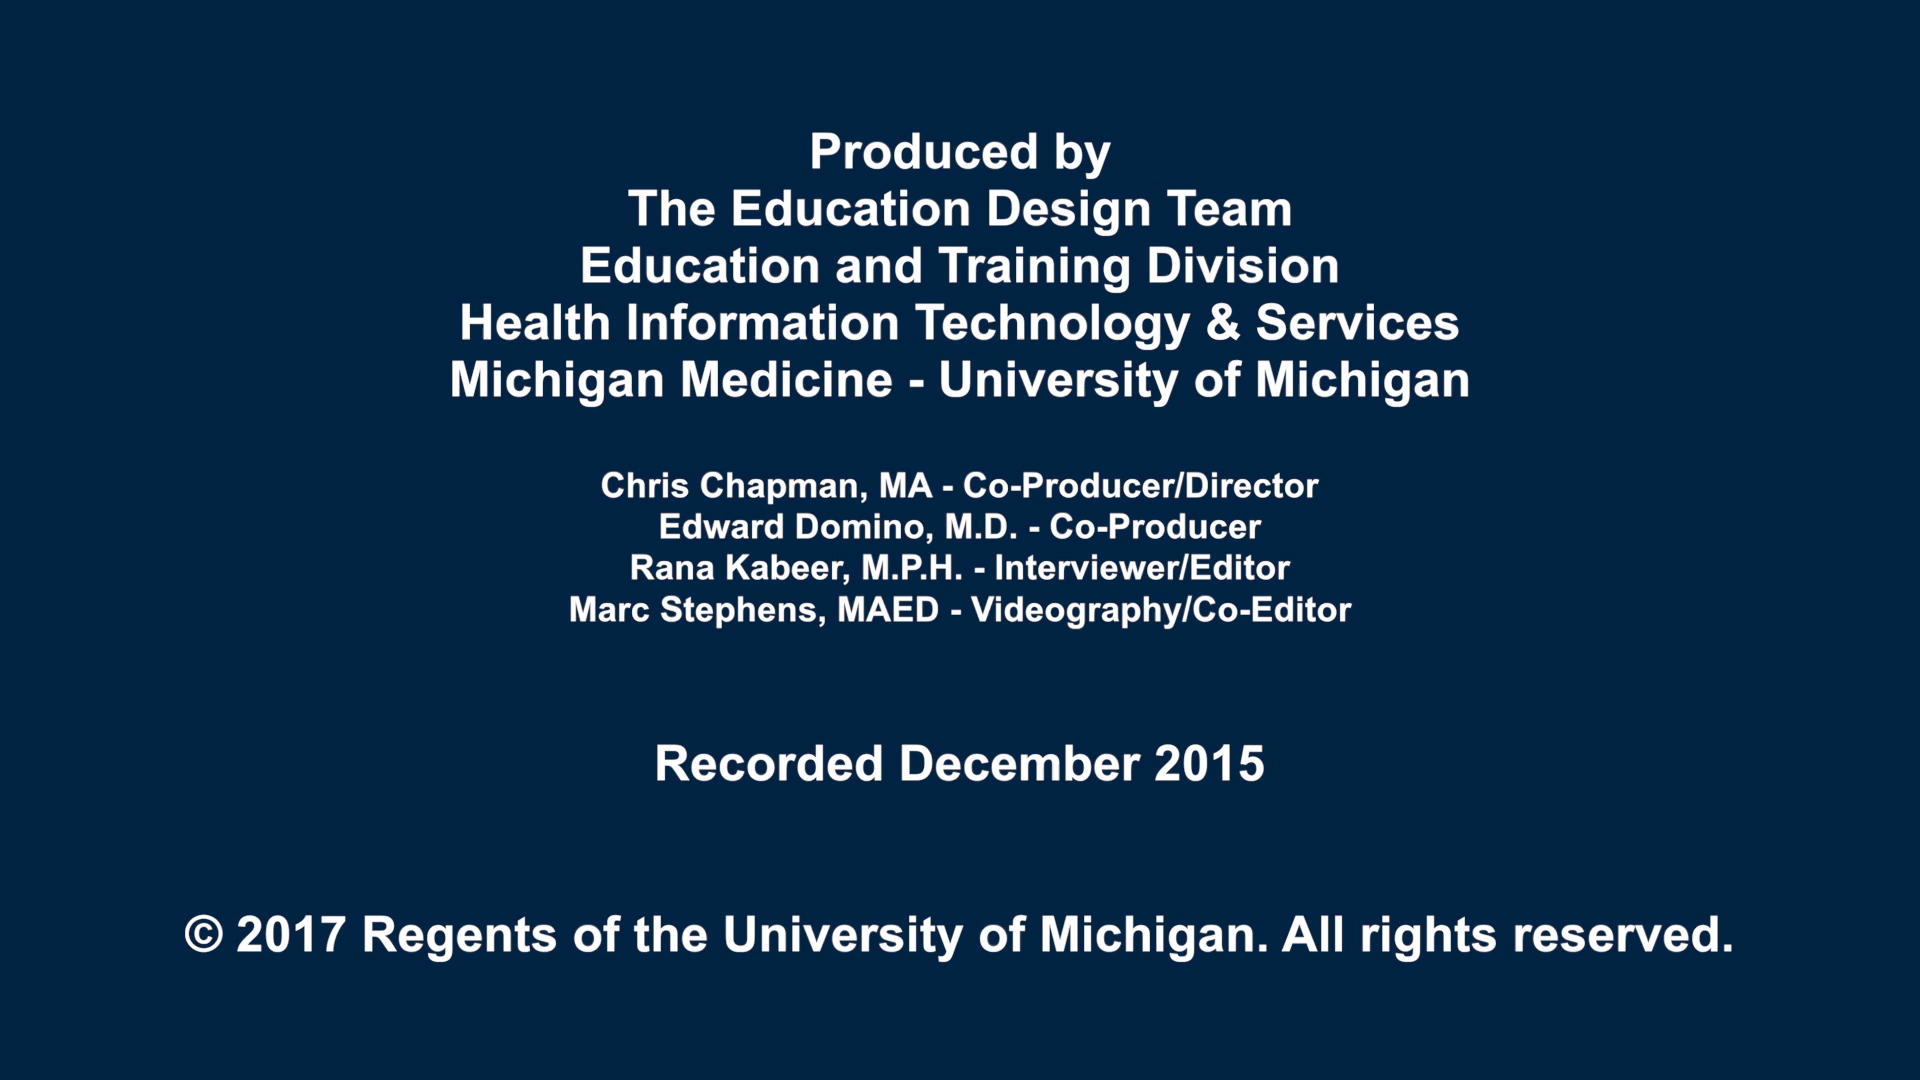 Produced by
The Education Design Team
Education and Training Division
Health Information Technology & Services
Michigan Medicine - University of Michigan
Chris Chapman, MA - Co-Producer/Director
Edward Domino, M.D. - Co-Producer
Rana Kabeer, M.P.H. - Interviewer/Editor
Marc Stephens, MAED - Videography/Co-Editor
Recorded December 2015
© 2017 Regents of the University of Michigan. All rights reserved.